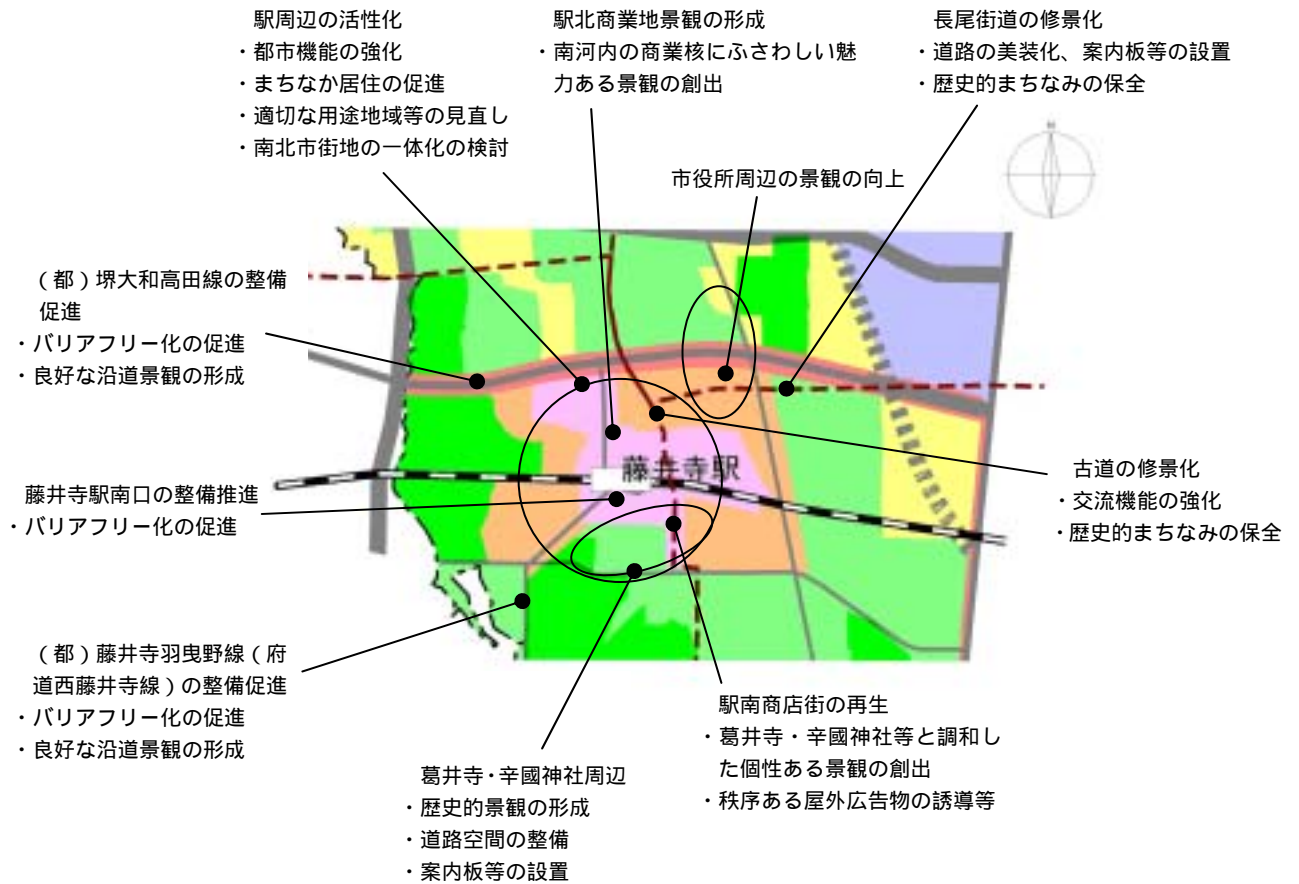 駅周辺の活性化
・都市機能の強化
・まちなか居住の促進
・適切な用途地域等の見直し
・南北市街地の一体化の検討
駅北商業地景観の形成
・南河内の商業核にふさわしい魅
力ある景観の創出
長尾街道の修景化
・道路の美装化、案内板等の設置
・歴史的まちなみの保全
市役所周辺の景観の向上
N
（都）堺大和高田線の整備
促進
・バリアフリー化の促進
・良好な沿道景観の形成
藤井寺駅
古道の修景化
・交流機能の強化
・歴史的まちなみの保全
藤井寺駅南口の整備推進
・バリアフリー化の促進
（都）藤井寺羽曳野線（府
道西藤井寺線）の整備促進
・バリアフリー化の促進
・良好な沿道景観の形成
駅南商店街の再生
・葛井寺・辛國神社等と調和し
た個性ある景観の創出
・秩序ある屋外広告物の誘導等
葛井寺・辛國神社周辺
・歴史的景観の形成
・道路空間の整備
・案内板等の設置